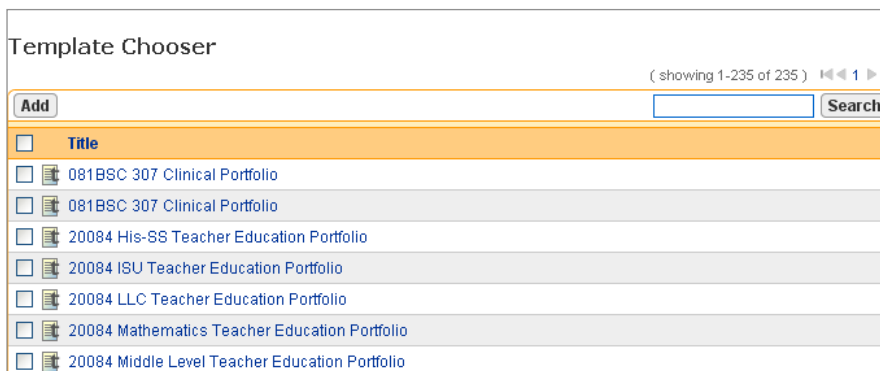 Template Chooser
( showing 1-235 of 235 ) 1
Add Search
Title
081BSC 307 Clinical Portfolio
081BSC 307 Clinical Portfolio
20084 His-SS Teacher Education Portfolio
20084 ISU Teacher Education Portfolio
20084 LLC Teacher Education Portfolio
20084 Mathematics Teacher Education Portfolio
20084 Middle Level Teacher Education Portfolio